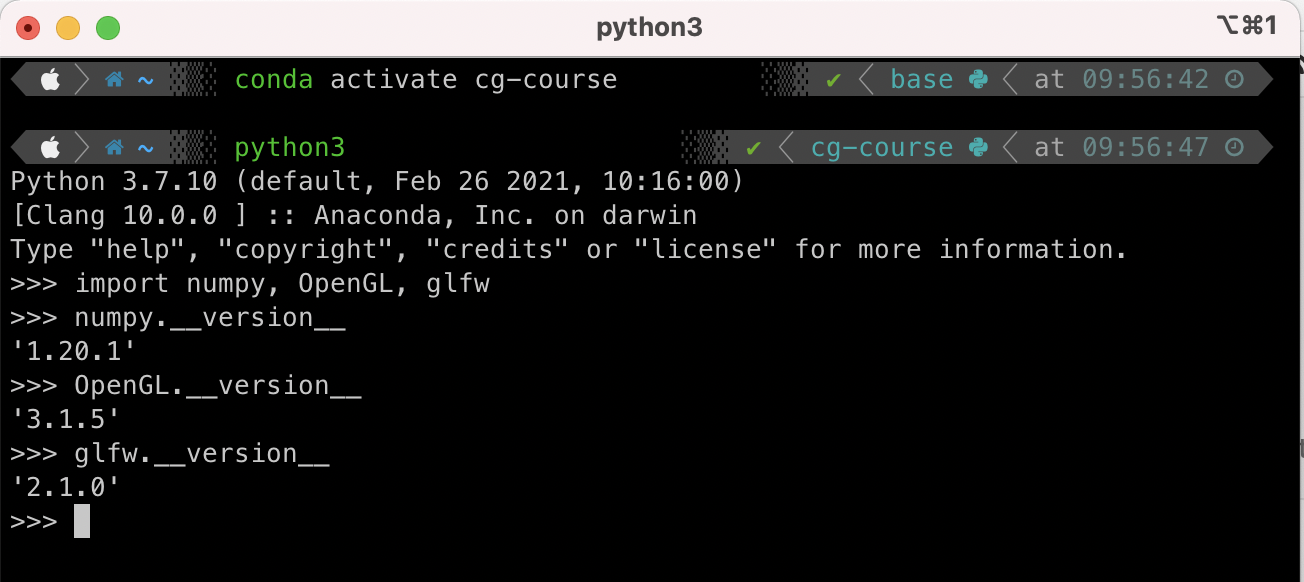 python3 ⌥⌘1
~ conda activate cg-course ✔ base at 09:56:42
~ python3 ✔ cg-course at 09:56:47
Python 3.7.10 (default, Feb 26 2021, 10:16:00)
[Clang 10.0.0 ] :: Anaconda, Inc. on darwin
Type "help", "copyright", "credits" or "license" for more information.
>>> import numpy, OpenGL, glfw
>>> numpy.__version__
'1.20.1'
>>> OpenGL.__version__
'3.1.5'
>>> glfw.__version__
'2.1.0'
>>>